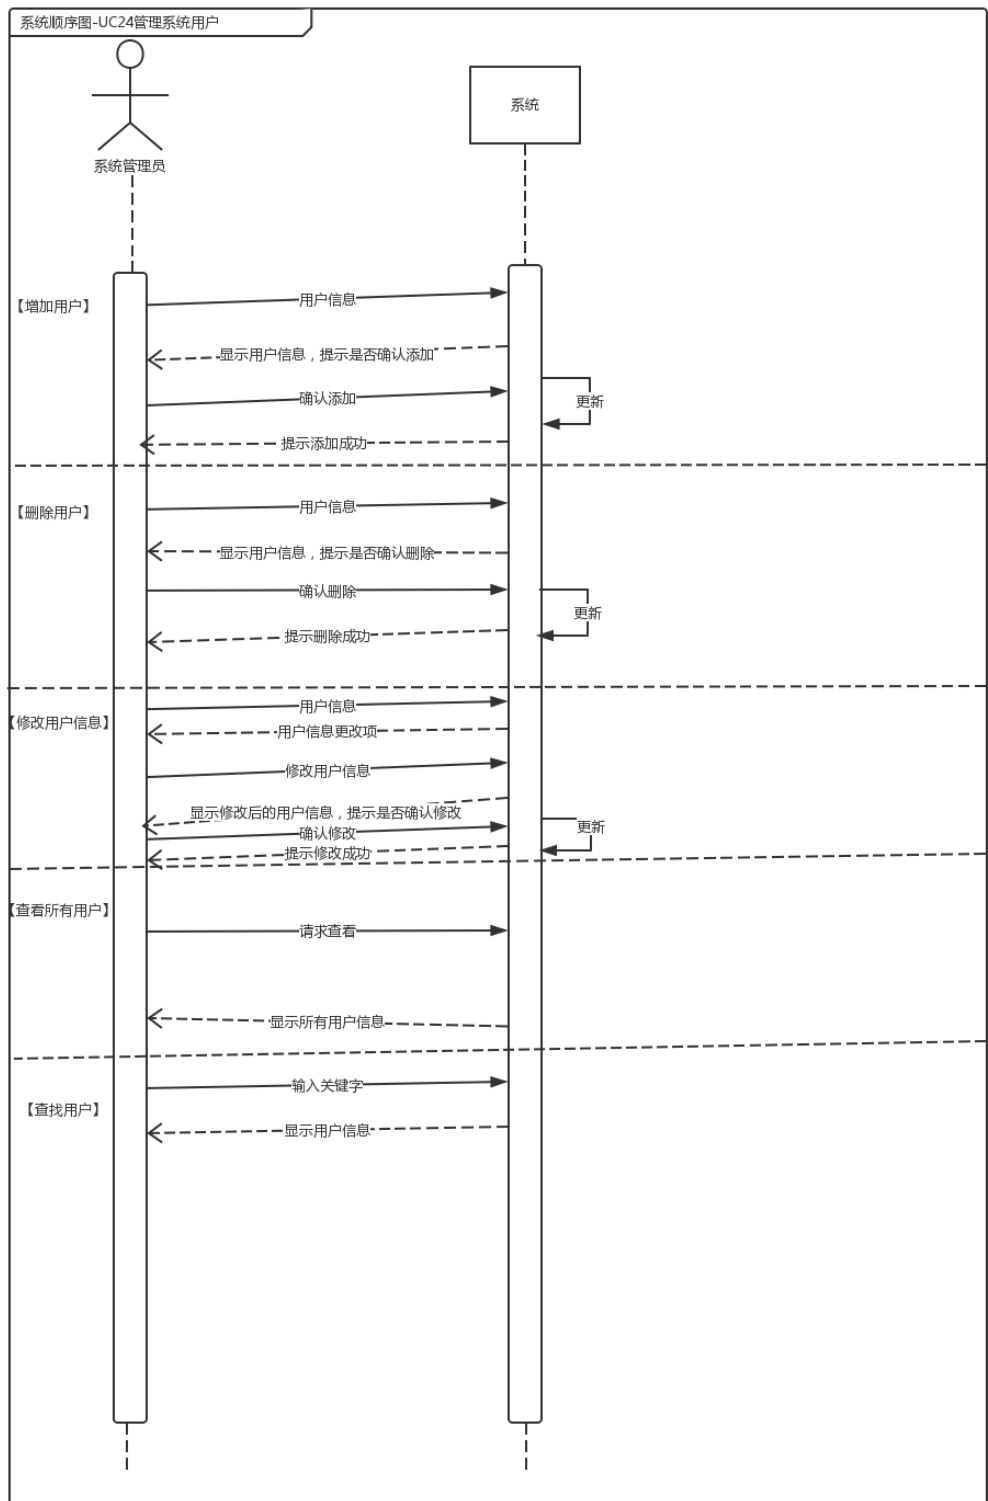 系统顺序图-UC24管理系统用户
系统
系统管理员
【增加用户】
用户信息
显示用户信息，提示是否确认添加
确认添加
更新
提示添加成功
【删除用户】
用户信息
显示用户信息，提示是否确认删除
确认删除
更新
提示删除成功
用户信息
【修改用户信息】
用户信息更改项
修改用户信息
显示修改后的用户信息，提示是否确认修改
更新
确认修改
提示修改成功
【查看所有用户】
请求查看
显示所有用户信息
输入关键字
【查找用户】
显示用户信息